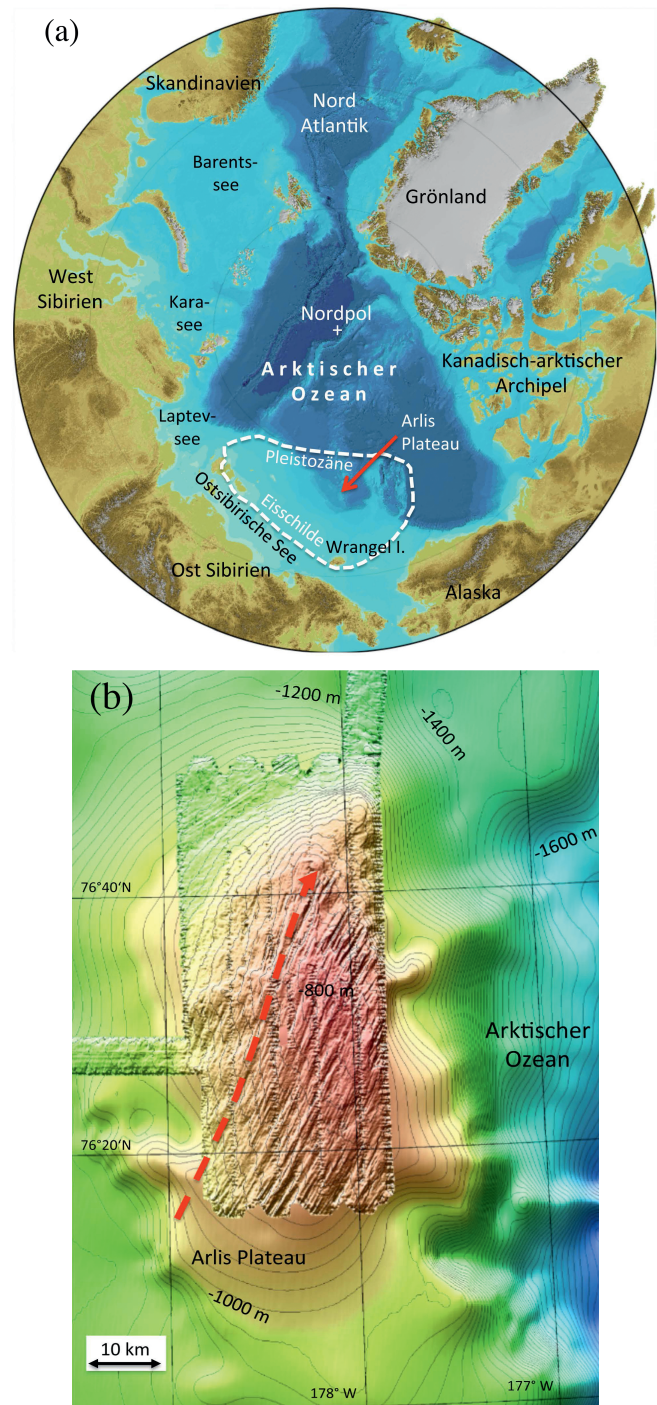 (a)
Skandinavien
Nord
Atlantik
Barents-
see
Grönland
West
Sibirien
Kara-
see
Nordpol
+
Kanadisch-arktischer
Archipel
Arktischer
Ozean
Laptev-
see
Arlis
Plateau
Pleistozäne
Eisschilde
Ostsibirische See
Wrangel I.
Ost Sibirien
Alaska
(b)
-1200 m
-1400 m
-1600 m
76°40'N
-800 m
Arktischer
Ozean
76°20'N
Arlis Plateau
-1000 m
10 km
178° W
177° W